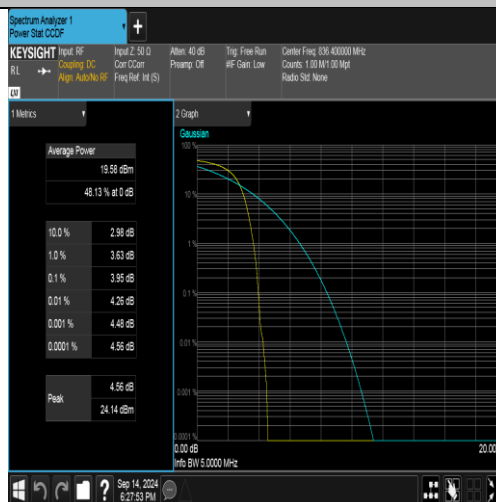 Spectrum Analyzer 1
Power Stat CCDF
+
KEYSIGHT
RL
LXI
Input: RF
Coupling: DC
Align: Auto/No RF
Input Z: 50 Ω
Corr CCorr
Freq Ref: Int (S)
Atten: 40 dB
Preamp: Off
Trig: Free Run
#IF Gain: Low
Center Freq: 836.400000 MHz
Counts: 1.00 M/1.00 Mpt
Radio Std: None
1 Metrics
Average Power
19.58 dBm
48.13 % at 0 dB
10.0 % 2.98 dB
1.0 % 3.63 dB
0.1 % 3.95 dB
0.01 % 4.26 dB
0.001 % 4.48 dB
0.0001 % 4.56 dB
Peak
4.56 dB
24.14 dBm
2 Graph
Gaussian
100 %
10 %
1 %
0.1 %
0.01 %
0.001 %
0.0001 %
0.00 dB
20.00
Info BW 5.0000 MHz
?
Sep 14, 2024
6:27:53 PM